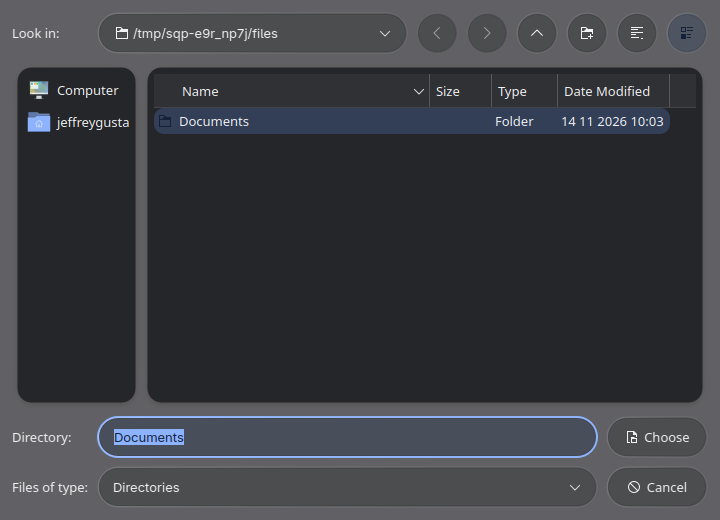 Look in:
/tmp/sqp-e9r_np7j/files
Computer
jeffreygusta
Name
Size
Type
Date Modified
Documents
Folder
14 11 2026 10:03
Directory:
Documents
Choose
Files of type:
Directories
Cancel